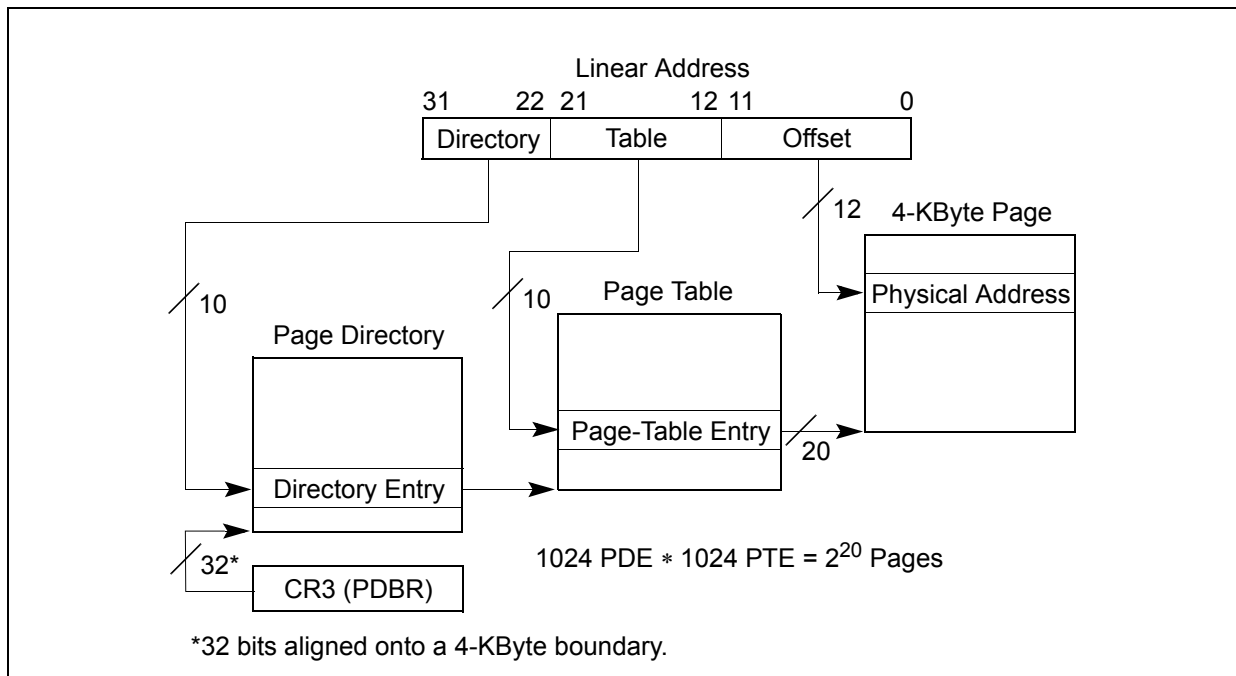 Linear Address
31 22 21 12 11 0
Directory Table Offset
12
4-KByte Page
Physical Address
10
10
Page Table
Page Directory
Page-Table Entry
20
Directory Entry
32*
1024 PDE * 1024 PTE = 2^20 Pages
CR3 (PDBR)
*32 bits aligned onto a 4-KByte boundary.